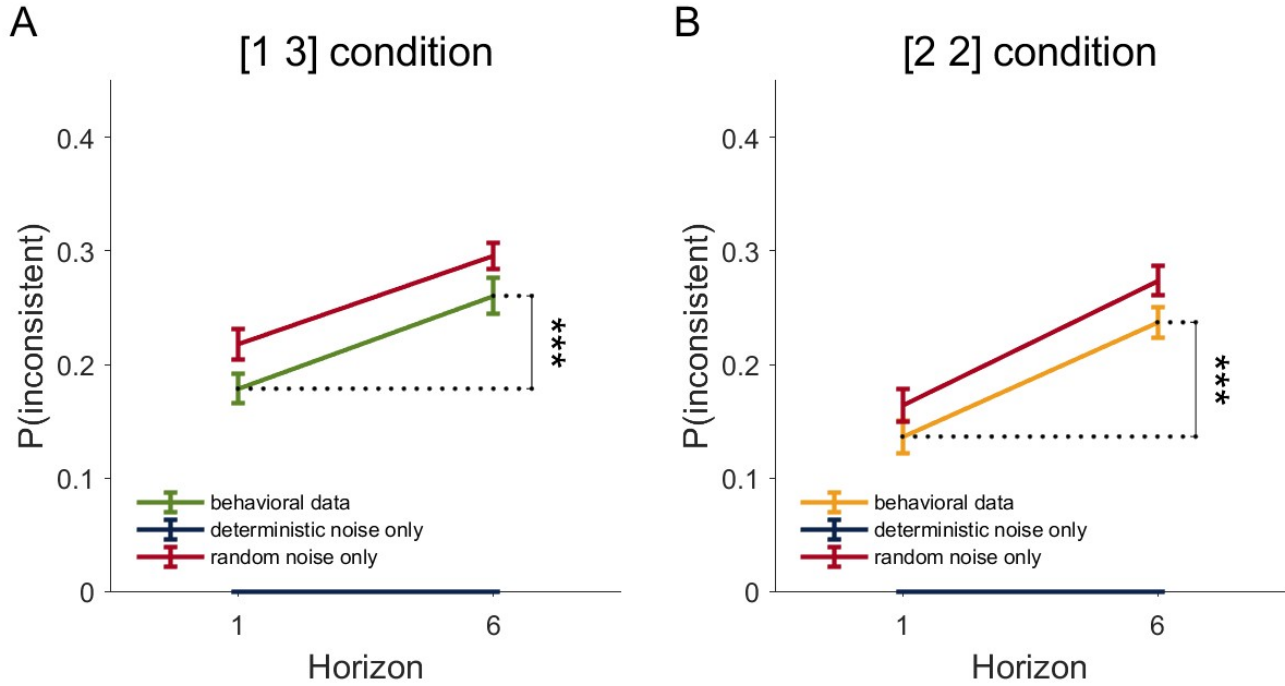 A
[1 3] condition
P(inconsistent)
0.4
0.3
0.2
0.1
0
***
behavioral data
deterministic noise only
random noise only
1
6
Horizon
B
[2 2] condition
P(inconsistent)
0.4
0.3
0.2
0.1
0
***
behavioral data
deterministic noise only
random noise only
1
6
Horizon